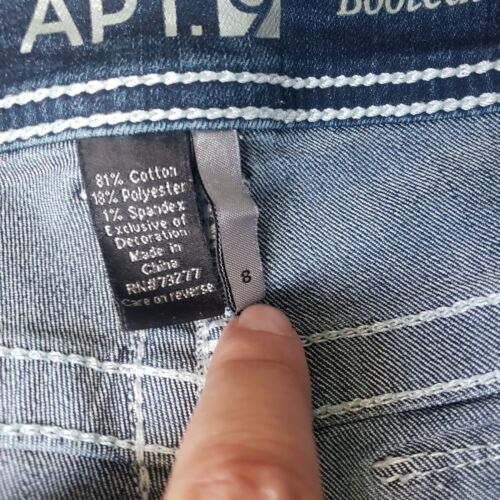 APT. 9
Bootcut
81% Cotton
18% Polyester
1% Spandex
Exclusive of
Decoration
Made in
China
RN#73277
Care on reverse
8